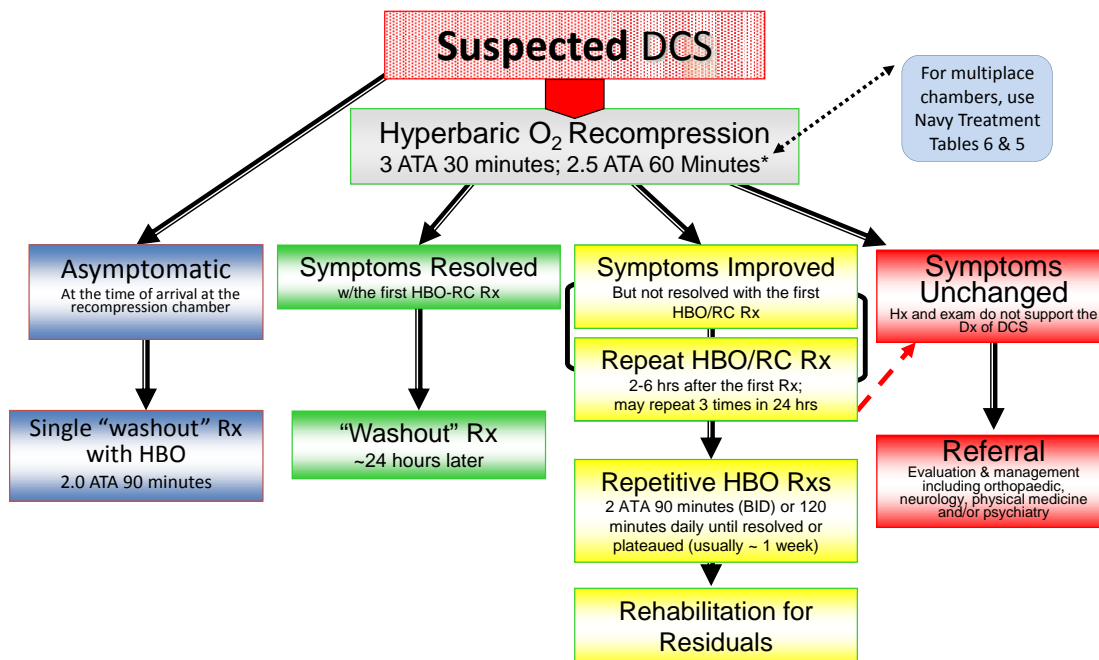 Suspected DCS
For multiplace
chambers, use
Navy Treatment
Tables 6 & 5
Hyperbaric O₂ Recompression
3 ATA 30 minutes; 2.5 ATA 60 Minutes*
Asymptomatic
At the time of arrival at the
recompression chamber
Single “washout” Rx
with HBO
2.0 ATA 90 minutes
Symptoms Resolved
w/the first HBO-RC Rx
“Washout” Rx
~24 hours later
Symptoms Improved
But not resolved with the first
HBO/RC Rx
Repeat HBO/RC Rx
2-6 hrs after the first Rx;
may repeat 3 times in 24 hrs
Repetitive HBO Rxs
2 ATA 90 minutes (BID) or 120
minutes daily until resolved or
plateaued (usually ~ 1 week)
Rehabilitation for
Residuals
Symptoms
Unchanged
Hx and exam do not support the
Dx of DCS
Referral
Evaluation & management
including orthopaedic,
neurology, physical medicine
and/or psychiatry